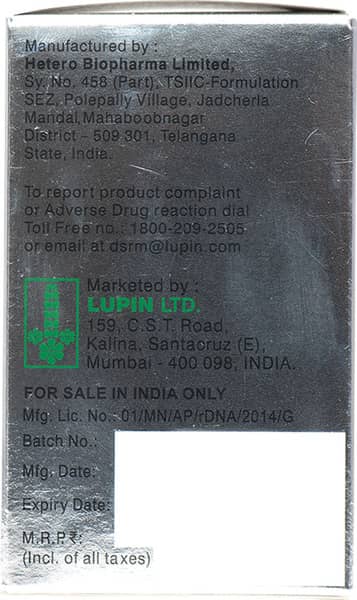 Manufactured by :
Hetero Biopharma Limited,
Sy. No. 458 (Part), TSIIC-Formulation
SEZ, Polepally Village, Jadcherla
Mandal, Mahaboobnagar
District - 509 301, Telangana
State, India.
To report product complaint
or Adverse Drug reaction dial
Toll Free no.: 1800-209-2505
or email at dsrm@lupin.com
Marketed by :
LUPIN LTD.
159, C.S.T. Road,
Kalina, Santacruz (E),
Mumbai - 400 098, INDIA.
FOR SALE IN INDIA ONLY
Mfg. Lic. No.: 01/MN/AP/rDNA/2014/G
Batch No.:
Mfg. Date:
Expiry Date:
M.R.P. ₹:
(Incl. of all taxes)